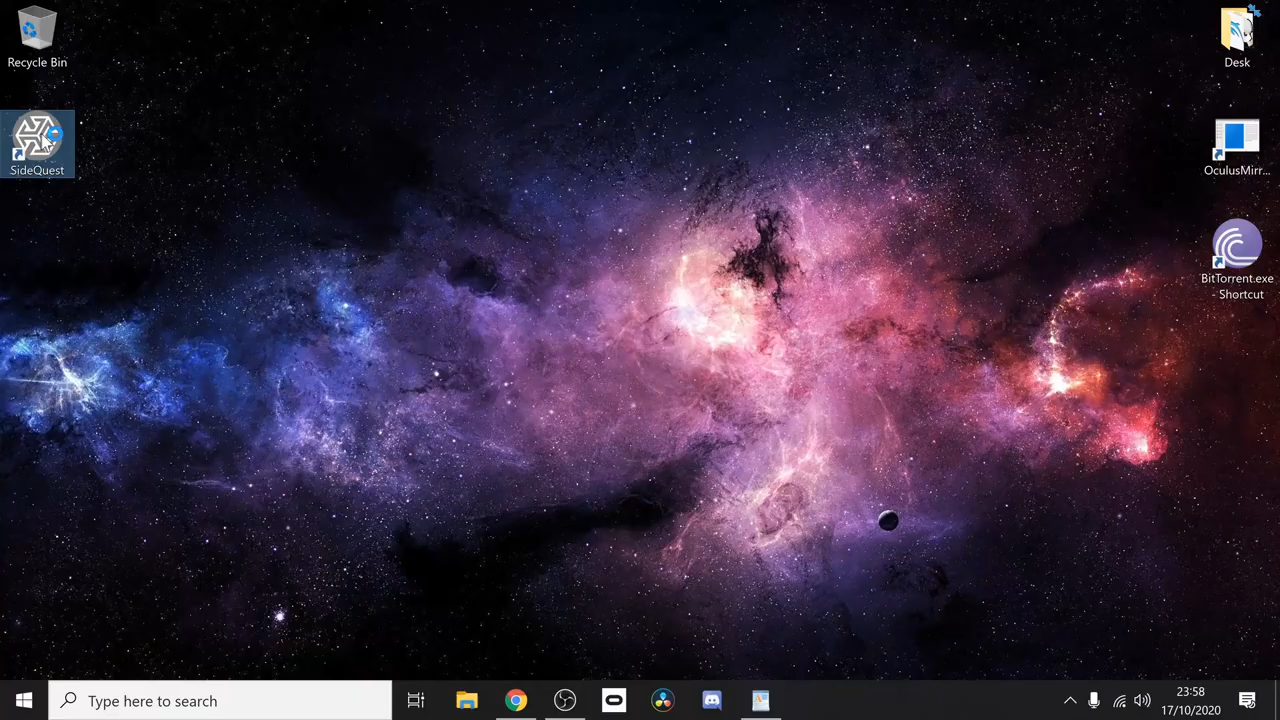 Recycle Bin
SideQuest
Desk
OculusMirr...
BitTorrent.exe
- Shortcut
Type here to search
23:58
17/10/2020